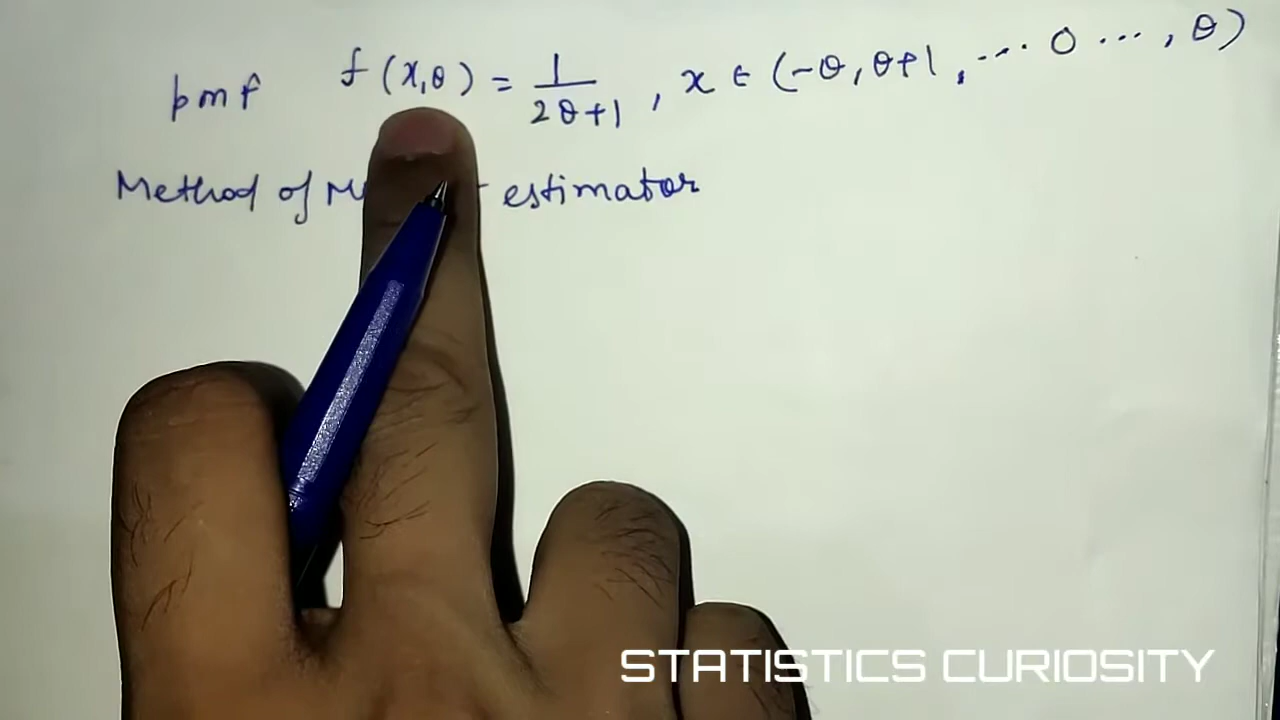 pmf f(x,θ) = 1/2θ+1 , x ∈ (-θ, θ+1, .... 0 ..., θ)
Method of estimator
STATISTICS CURIOSITY